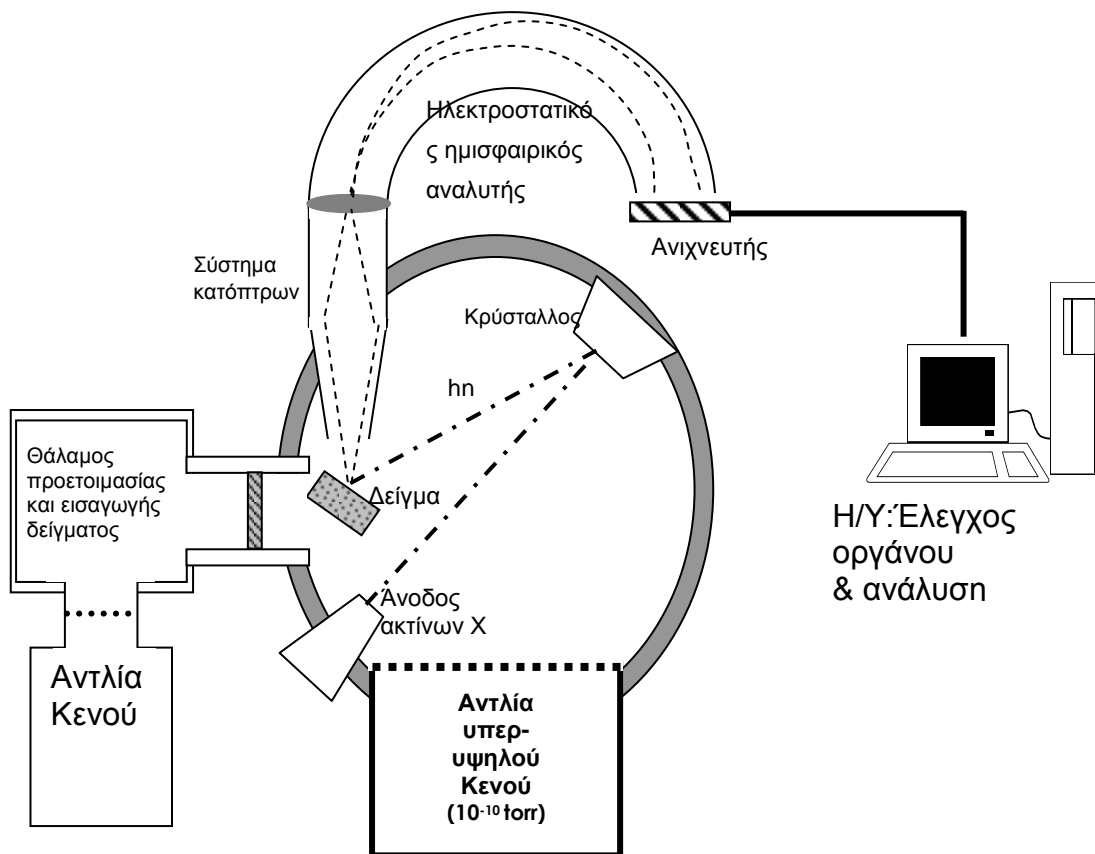 Ηλεκτροστατικό
ς ημισφαιρικός
αναλυτής
Ανιχνευτής
Σύστημα
κατόπτρων
Κρύσταλλος
hn
Θάλαμος
προετοιμασίας
και εισαγωγής
δείγματος
Δείγμα
Η/Υ:Έλεγχος
οργάνου
& ανάλυση
Άνοδος
ακτίνων Χ
Αντλία
Κενού
Αντλία
υπερ-
υψηλού
Κενού
(10⁻¹⁰ torr)